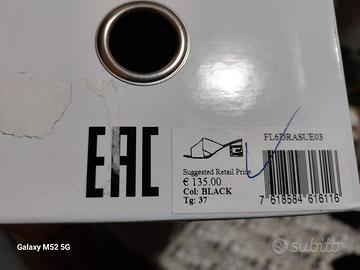 EAC
FL6DRASUE03
Suggested Retail Price
€ 135.00
Col: BLACK
Tg: 37
7 618584 616116
Galaxy M52 5G
subito